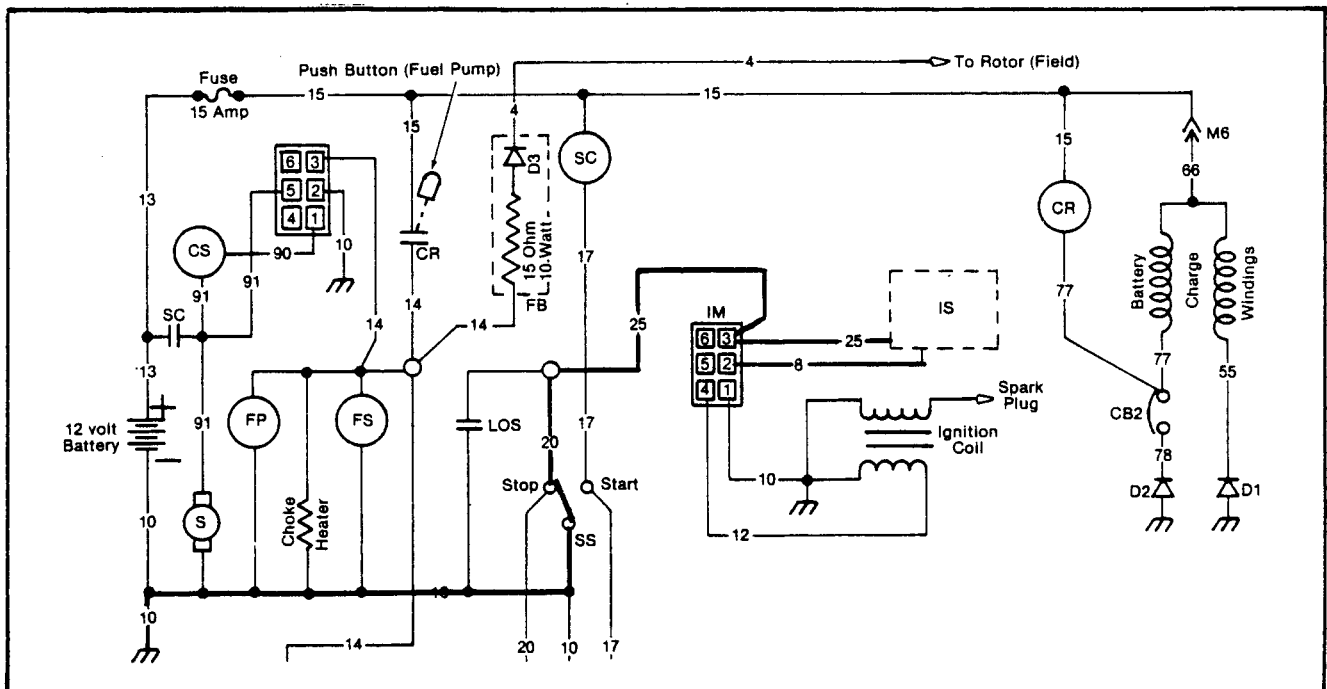 4
To Rotor (Field)
Push Button (Fuel Pump)
Fuse
15 Amp
15
15
15
4
15
M6
66
SC
D3
15 Ohm
10-Watt
FB
6 3
5 2
4 1
13
CS
90
10
91
91
CR
CR
17
77
Battery
Charge
Windings
IS
IM
SC
14
14
14
25
6 3
5 2
4 1
25
8
77
55
13
12 volt
Battery
+
—
91
FP
FS
LOS
20
17
Spark
Plug
Ignition
Coil
CB2
78
10
S
Choke
Heater
Stop
Start
SS
10
12
D2
D1
10
14
20
10
17